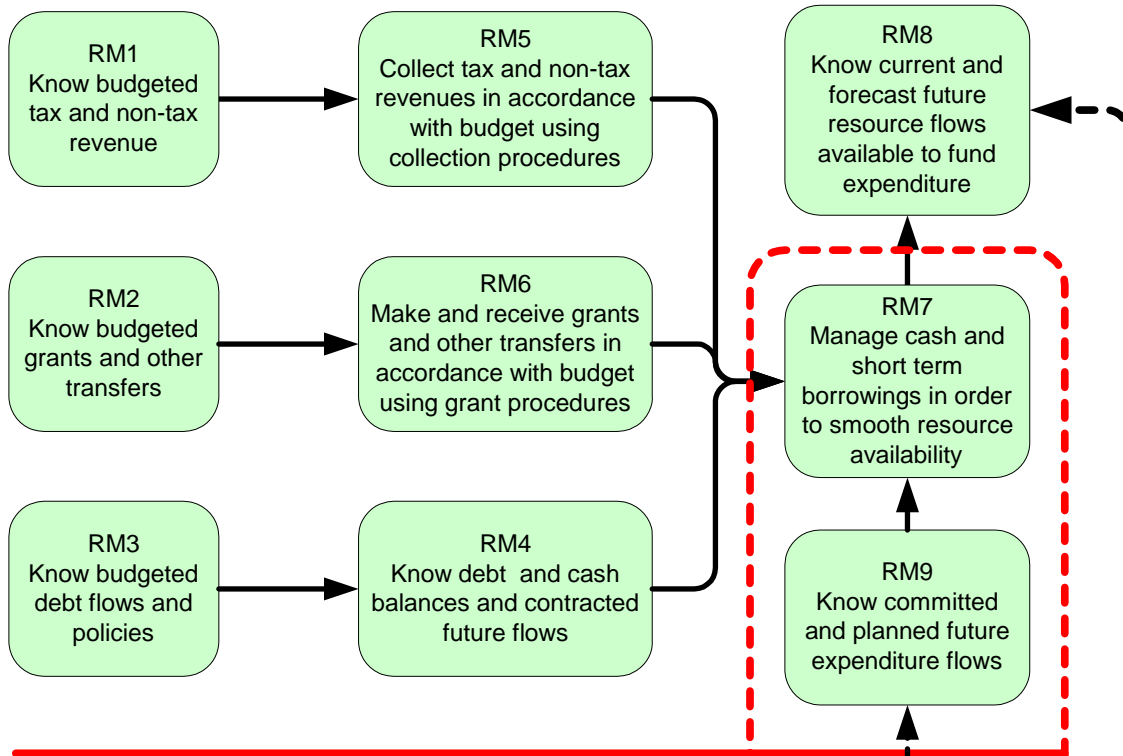 RM1
Know budgeted
tax and non-tax
revenue
RM5
Collect tax and non-tax
revenues in accordance
with budget using
collection procedures
RM8
Know current and
forecast future
resource flows
available to fund
expenditure
RM2
Know budgeted
grants and other
transfers
RM6
Make and receive grants
and other transfers in
accordance with budget
using grant procedures
RM7
Manage cash and
short term
borrowings in order
to smooth resource
availability
RM3
Know budgeted
debt flows and
policies
RM4
Know debt  and cash
balances and contracted
future flows
RM9
Know committed
and planned future
expenditure flows